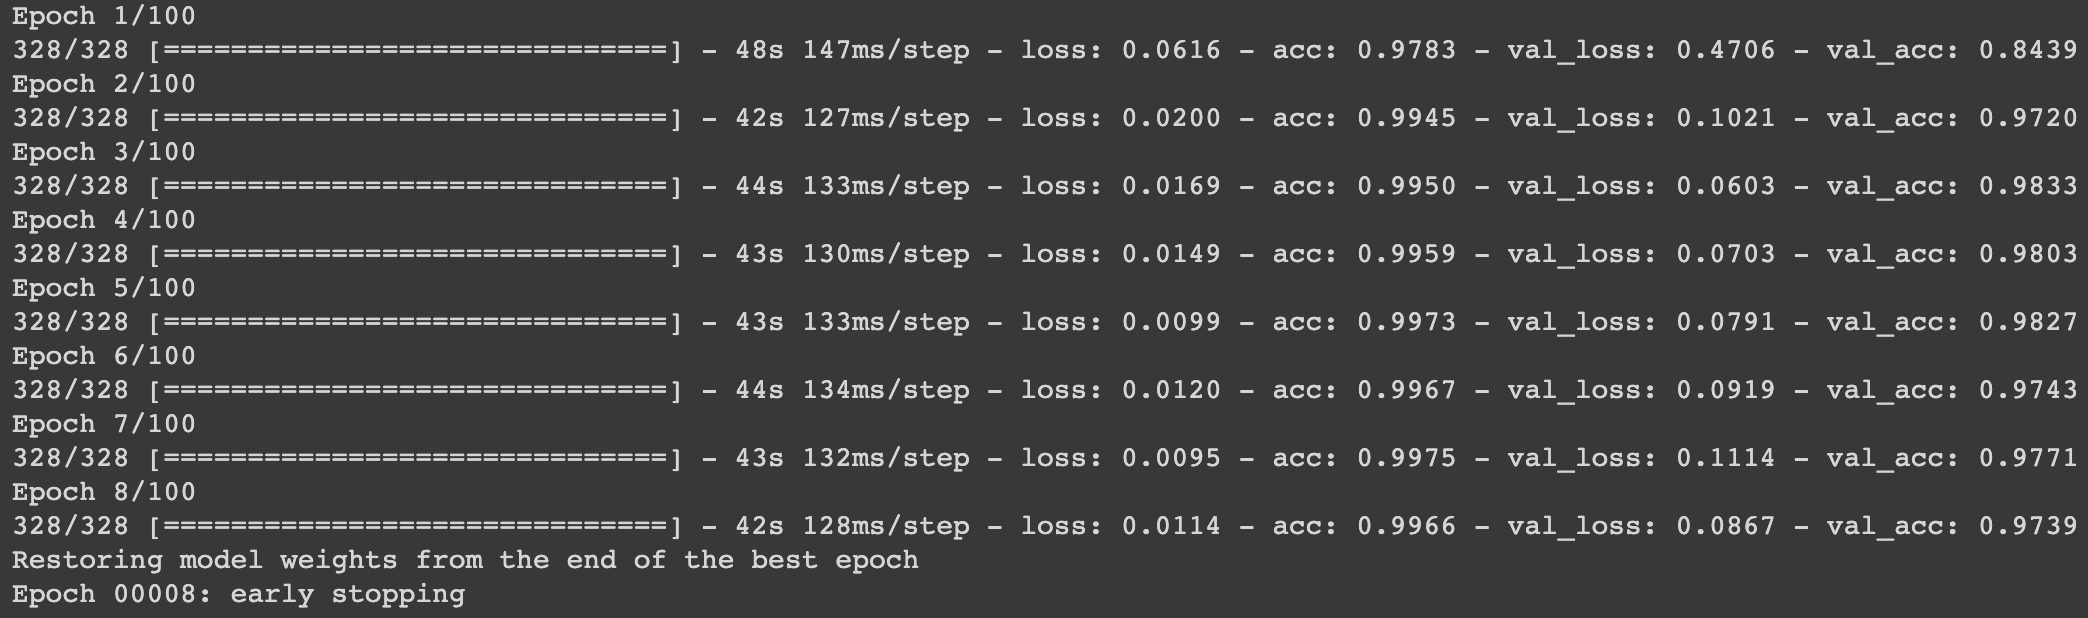 Epoch 1/100
328/328 [==============================] - 48s 147ms/step - loss: 0.0616 - acc: 0.9783 - val_loss: 0.4706 - val_acc: 0.8439
Epoch 2/100
328/328 [==============================] - 42s 127ms/step - loss: 0.0200 - acc: 0.9945 - val_loss: 0.1021 - val_acc: 0.9720
Epoch 3/100
328/328 [==============================] - 44s 133ms/step - loss: 0.0169 - acc: 0.9950 - val_loss: 0.0603 - val_acc: 0.9833
Epoch 4/100
328/328 [==============================] - 43s 130ms/step - loss: 0.0149 - acc: 0.9959 - val_loss: 0.0703 - val_acc: 0.9803
Epoch 5/100
328/328 [==============================] - 43s 133ms/step - loss: 0.0099 - acc: 0.9973 - val_loss: 0.0791 - val_acc: 0.9827
Epoch 6/100
328/328 [==============================] - 44s 134ms/step - loss: 0.0120 - acc: 0.9967 - val_loss: 0.0919 - val_acc: 0.9743
Epoch 7/100
328/328 [==============================] - 43s 132ms/step - loss: 0.0095 - acc: 0.9975 - val_loss: 0.1114 - val_acc: 0.9771
Epoch 8/100
328/328 [==============================] - 42s 128ms/step - loss: 0.0114 - acc: 0.9966 - val_loss: 0.0867 - val_acc: 0.9739
Restoring model weights from the end of the best epoch
Epoch 00008: early stopping